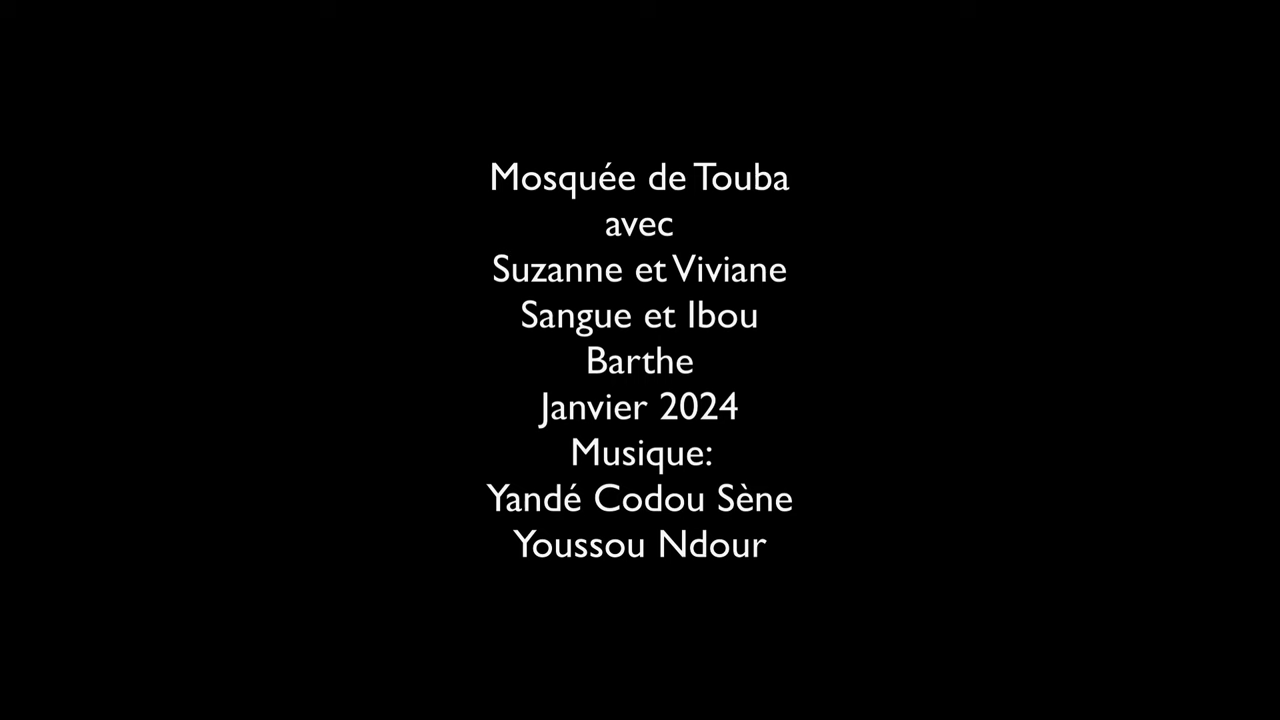 Mosquée de Touba
avec
Suzanne et Viviane
Sangue et Ibou
Barthe
Janvier 2024
Musique:
Yandé Codou Sène
Youssou Ndour